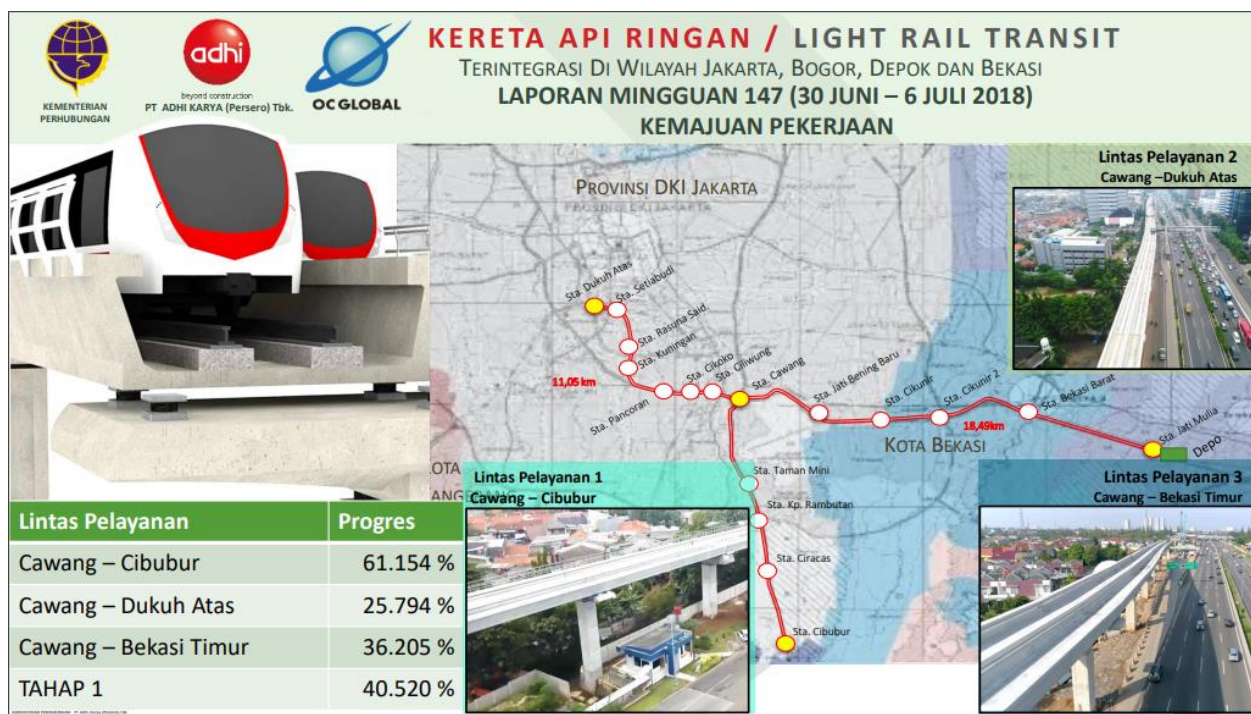 KEMENTERIAN
PERHUBUNGAN
adhi
beyond construction
PT ADHI KARYA (Persero) Tbk.
OC GLOBAL
KERETA API RINGAN / LIGHT RAIL TRANSIT
TERINTEGRASI DI WILAYAH JAKARTA, BOGOR, DEPOK DAN BEKASI
LAPORAN MINGGUAN 147 (30 JUNI – 6 JULI 2018)
KEMAJUAN PEKERJAAN
PROVINSI DKI JAKARTA
Lintas Pelayanan 2
Cawang –Dukuh Atas
Sta. Dukuh Atas
Sta. Setiabudi
Sta. Rasuna Said.
Sta. Kuningan
11,05 km
Sta. Pancoran
Sta. Cikoko
Sta. Ciliwung
Sta. Cawang
Sta. Jati Bening Baru
Sta. Cikunir
Sta. Cikunir 2
18,49km
Sta. Bekasi Barat
Sta. Jati Mulia
Depo
KOTA BEKASI
Sta. Taman Mini
Sta. Kp. Rambutan
Sta. Ciracas
Sta. Cibubur
Lintas Pelayanan 1
Cawang – Cibubur
Lintas Pelayanan 3
Cawang – Bekasi Timur
Lintas Pelayanan Progres
Cawang – Cibubur 61.154 %
Cawang – Dukuh Atas 25.794 %
Cawang – Bekasi Timur 36.205 %
TAHAP 1 40.520 %